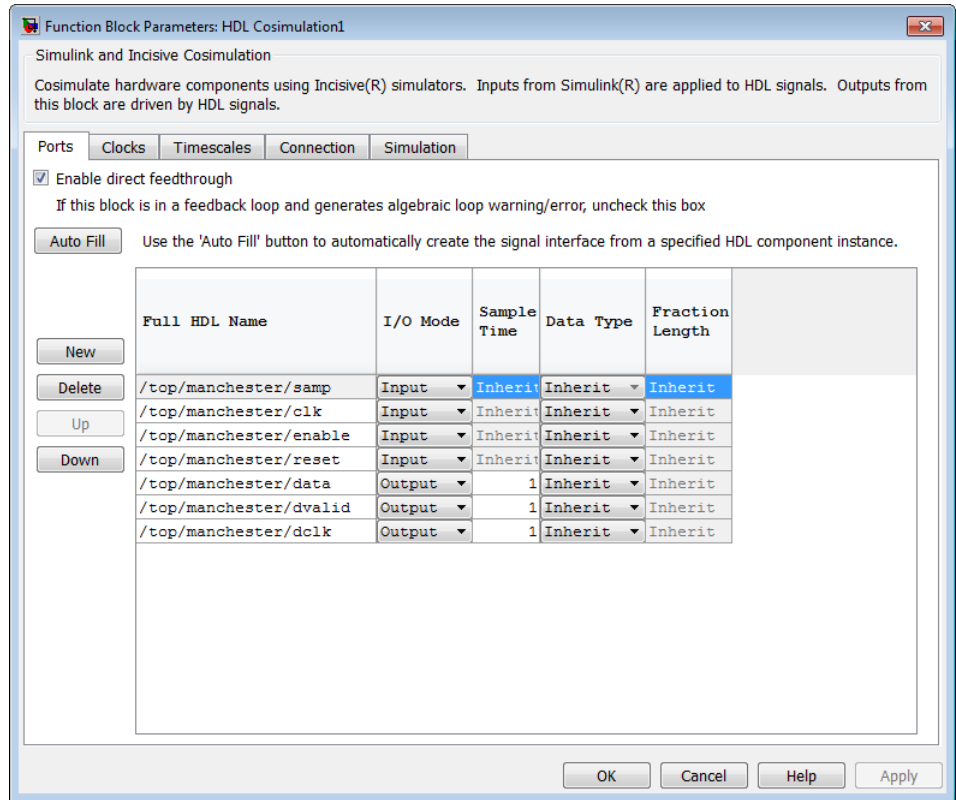 Function Block Parameters: HDL Cosimulation1
Simulink and Incisive Cosimulation
Cosimulate hardware components using Incisive(R) simulators. Inputs from Simulink(R) are applied to HDL signals. Outputs from
this block are driven by HDL signals.
Ports Clocks Timescales Connection Simulation
Enable direct feedthrough
If this block is in a feedback loop and generates algebraic loop warning/error, uncheck this box
Auto Fill Use the 'Auto Fill' button to automatically create the signal interface from a specified HDL component instance.
Full HDL Name I/O Mode Sample Time Data Type Fraction Length
New
Delete /top/manchester/samp Input Inherit Inherit Inherit
/top/manchester/clk Input Inherit Inherit Inherit
Up
/top/manchester/enable Input Inherit Inherit Inherit
Down /top/manchester/reset Input Inherit Inherit Inherit
/top/manchester/data Output 1 Inherit Inherit
/top/manchester/dvalid Output 1 Inherit Inherit
/top/manchester/dclk Output 1 Inherit Inherit
OK Cancel Help Apply